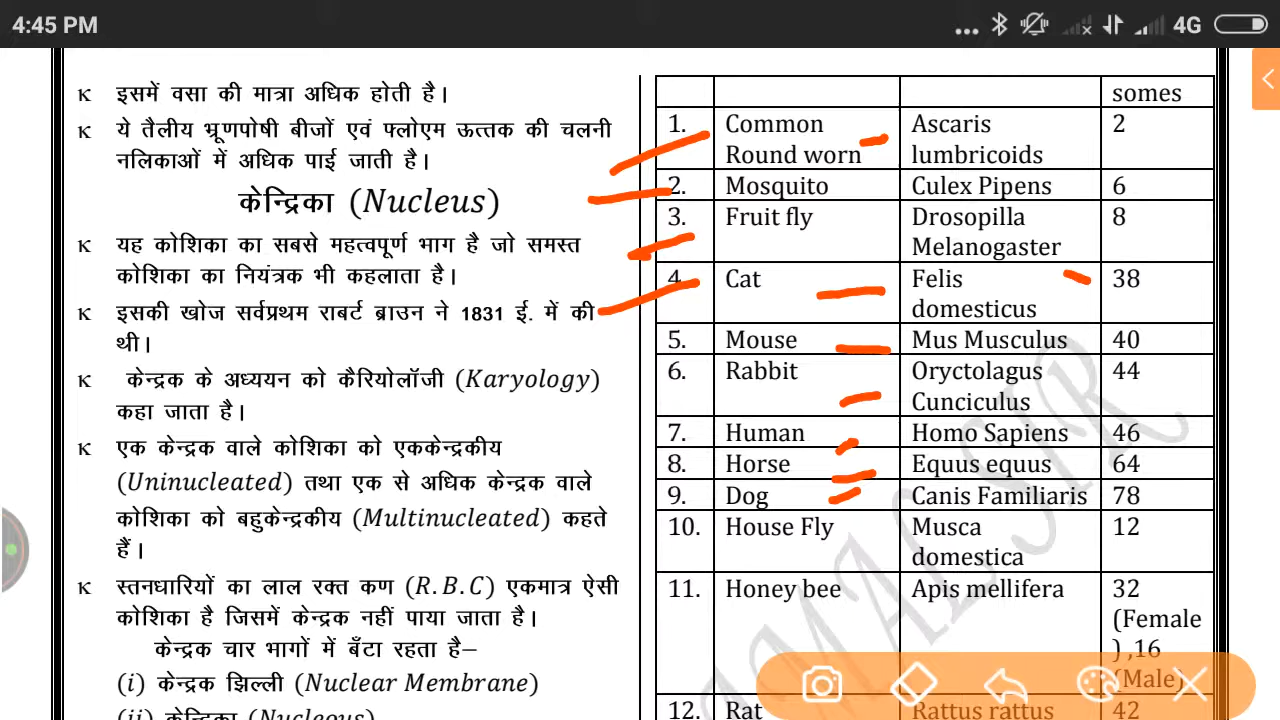 4:45 PM
4G
ĸ इसमें वसा की मात्रा अधिक होती है।
ĸ ये तैलीय भ्रूणपोषी बीजों एवं फ्लोएम ऊत्तक की चलनी
नलिकाओं में अधिक पाई जाती है।
केन्द्रिका (Nucleus)
ĸ यह कोशिका का सबसे महत्वपूर्ण भाग है जो समस्त
कोशिका का नियंत्रक भी कहलाता है।
ĸ इसकी खोज सर्वप्रथम राबर्ट ब्राउन ने 1831 ई. में की
थी।
ĸ केन्द्रक के अध्ययन को कैरियोलॉजी (Karyology)
कहा जाता है।
ĸ एक केन्द्रक वाले कोशिका को एककेन्द्रकीय
(Uninucleated) तथा एक से अधिक केन्द्रक वाले
कोशिका को बहुकेन्द्रकीय (Multinucleated) कहते
हैं।
ĸ स्तनधारियों का लाल रक्त कण (R.B.C) एकमात्र ऐसी
कोशिका है जिसमें केन्द्रक नहीं पाया जाता है।
केन्द्रक चार भागों में बँटा रहता है–
(i) केन्द्रक झिल्ली (Nuclear Membrane)
(ii) केन्द्रिका (Nucleous)
somes
1. Common Ascaris 2
Round worn lumbricoids
2. Mosquito Culex Pipens 6
3. Fruit fly Drosopilla 8
Melanogaster
4. Cat Felis 38
domesticus
5. Mouse Mus Musculus 40
6. Rabbit Oryctolagus 44
Cunciculus
7. Human Homo Sapiens 46
8. Horse Equus equus 64
9. Dog Canis Familiaris 78
10. House Fly Musca 12
domestica
11. Honey bee Apis mellifera 32
(Female
) ,16
(Male)
12. Rat Rattus rattus 42